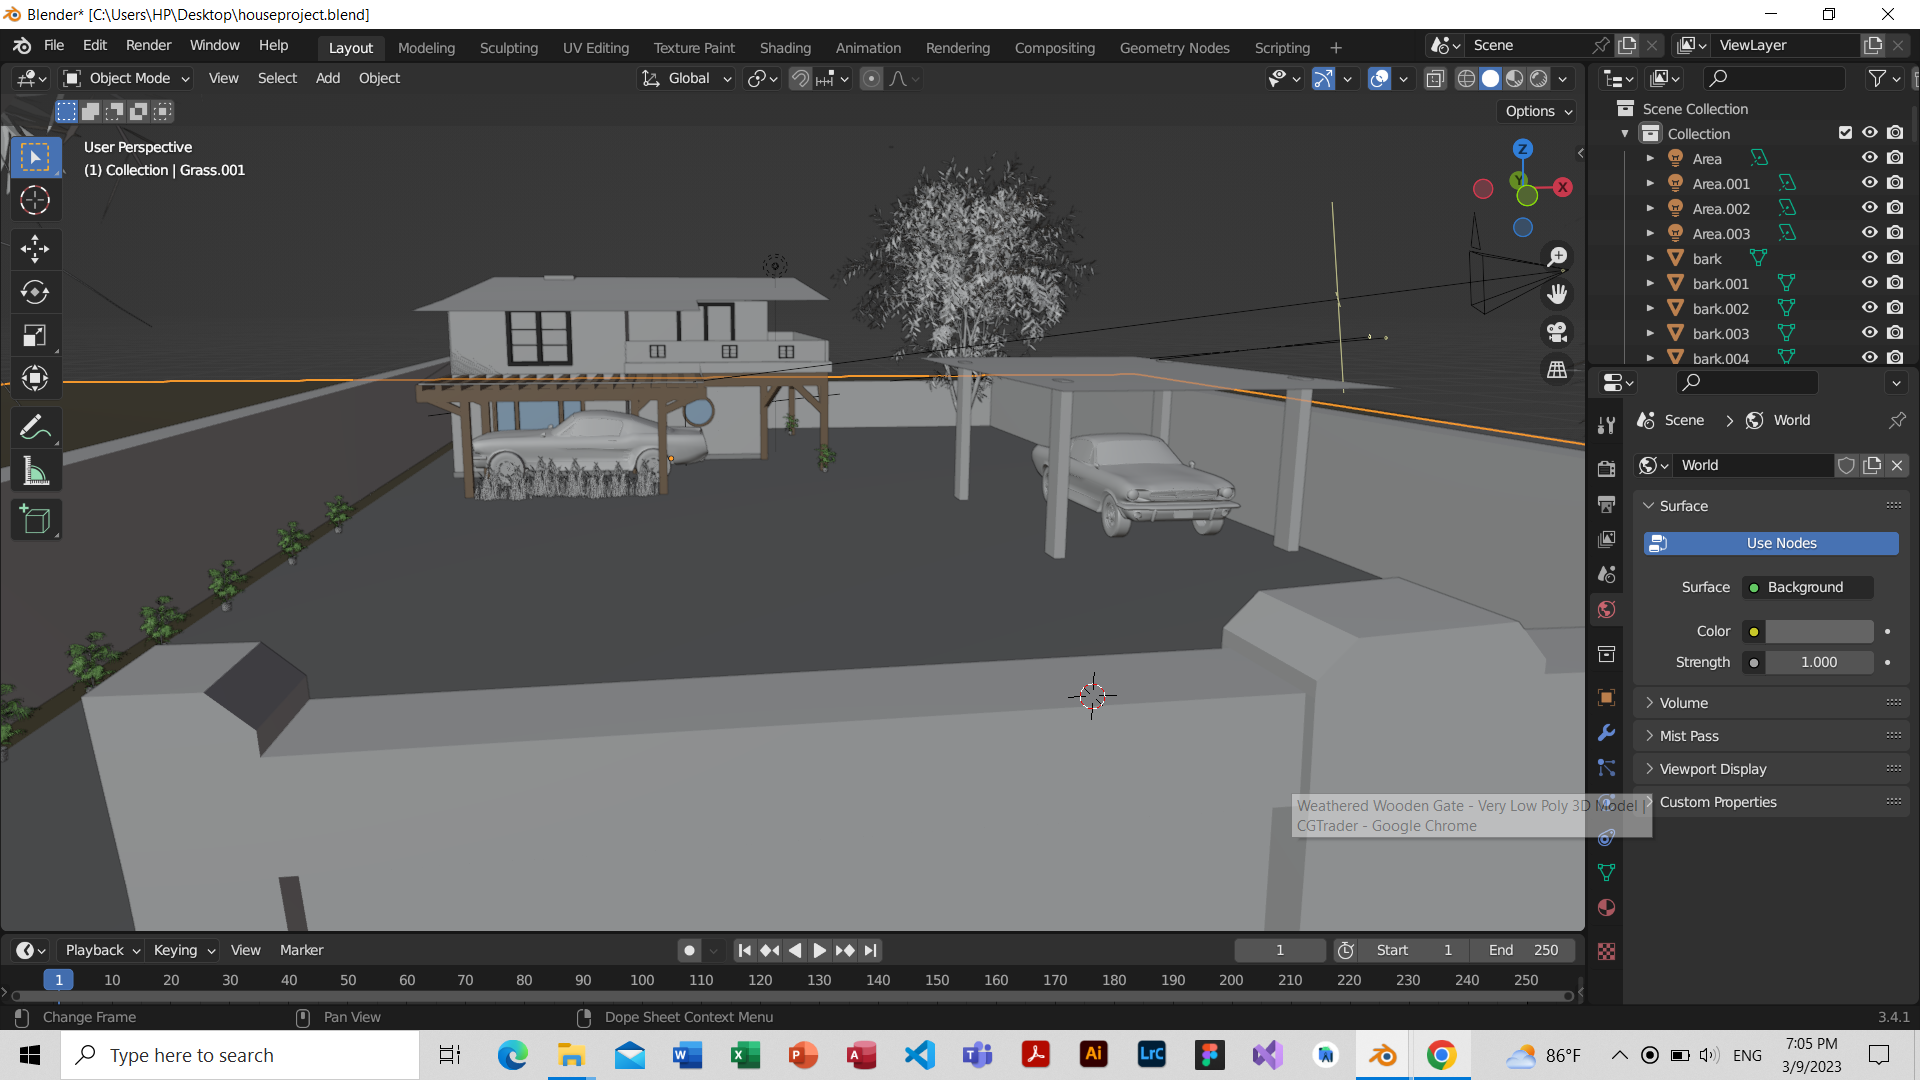 Blender* [C:\Users\HP\Desktop\houseproject.blend]
File Edit Render Window Help Layout Modeling Sculpting UV Editing Texture Paint Shading Animation Rendering Compositing Geometry Nodes Scripting + Scene ViewLayer
Object Mode View Select Add Object Global
Options
User Perspective
(1) Collection | Grass.001
Z
Y
X
Scene Collection
Collection
Area
Area.001
Area.002
Area.003
bark
bark.001
bark.002
bark.003
bark.004
Scene > World
World
Surface
Use Nodes
Surface Background
Color
Strength 1.000
Volume
Mist Pass
Viewport Display
Custom Properties
Weathered Wooden Gate - Very Low Poly 3D Model |
CGTrader - Google Chrome
Playback Keying View Marker 1 Start 1 End 250
1 10 20 30 40 50 60 70 80 90 100 110 120 130 140 150 160 170 180 190 200 210 220 230 240 250
Change Frame Pan View Dope Sheet Context Menu 3.4.1
Type here to search
Ai
LrC
86°F
ENG
7:05 PM
3/9/2023